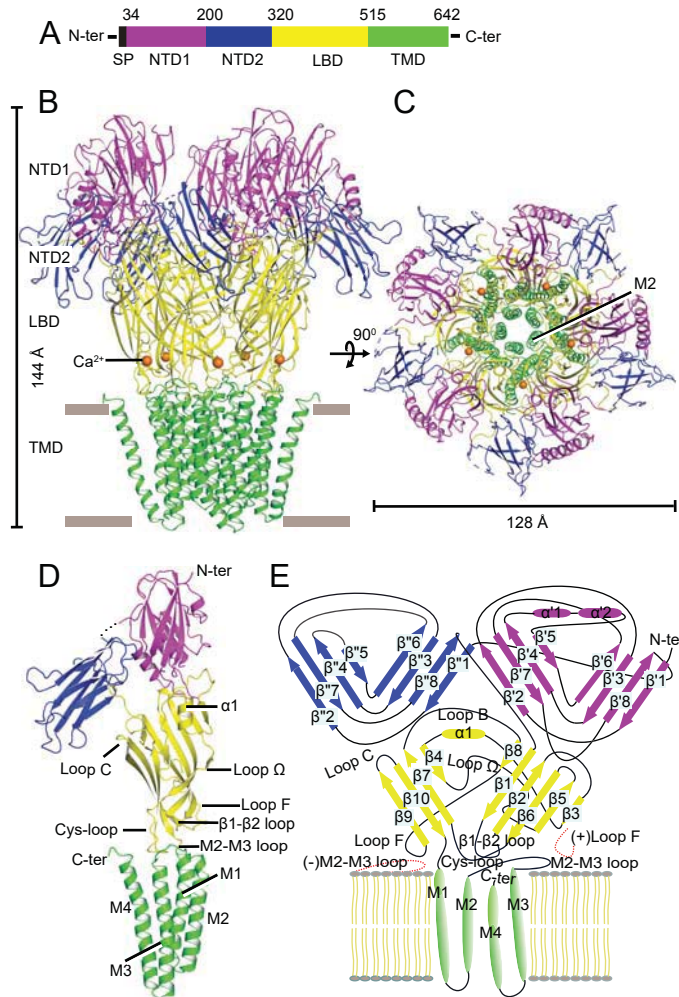 34 200 320 515 642
A N-ter C-ter
SP NTD1 NTD2 LBD TMD
B
C
NTD1
NTD2
LBD
Ca²⁺
144 Å
TMD
M2
90⁰
128 Å
D
N-ter
α1
Loop C
Loop Ω
Loop F
Cys-loop
β1-β2 loop
M2-M3 loop
C-ter
M1
M4
M2
M3
E
α'1 α'2
β"5 β"6
β"4 β"3 β"1
β"7 β"8
β"2
β'5
β'4 β'6
β'7 β'3 β'1
β'2 β'8
N-te
Loop B
α1
Loop C
β4 Loop Ω β8
β7 β1
β10 β2 β5
β9 β6 β3
Loop F β1-β2 loop (+)Loop F
(-)M2-M3 loop Cys-loop M2-M3 loop
C-ter
M1 M2 M3
M4